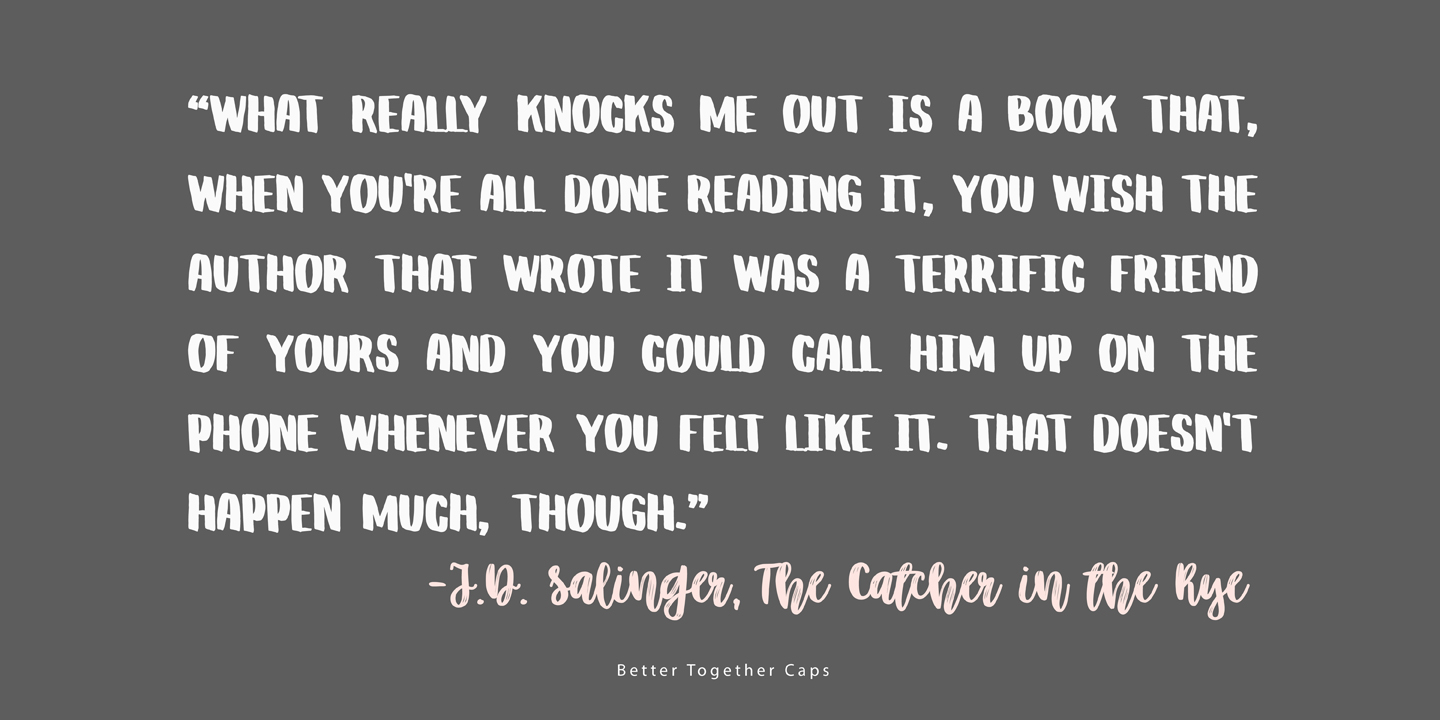 “WHAT REALLY KNOCKS ME OUT IS A BOOK THAT,
WHEN YOU'RE ALL DONE READING IT, YOU WISH THE
AUTHOR THAT WROTE IT WAS A TERRIFIC FRIEND
OF YOURS AND YOU COULD CALL HIM UP ON THE
PHONE WHENEVER YOU FELT LIKE IT. THAT DOESN'T
HAPPEN MUCH, THOUGH.”
-J.D. Salinger, The Catcher in the Rye
Better Together Caps